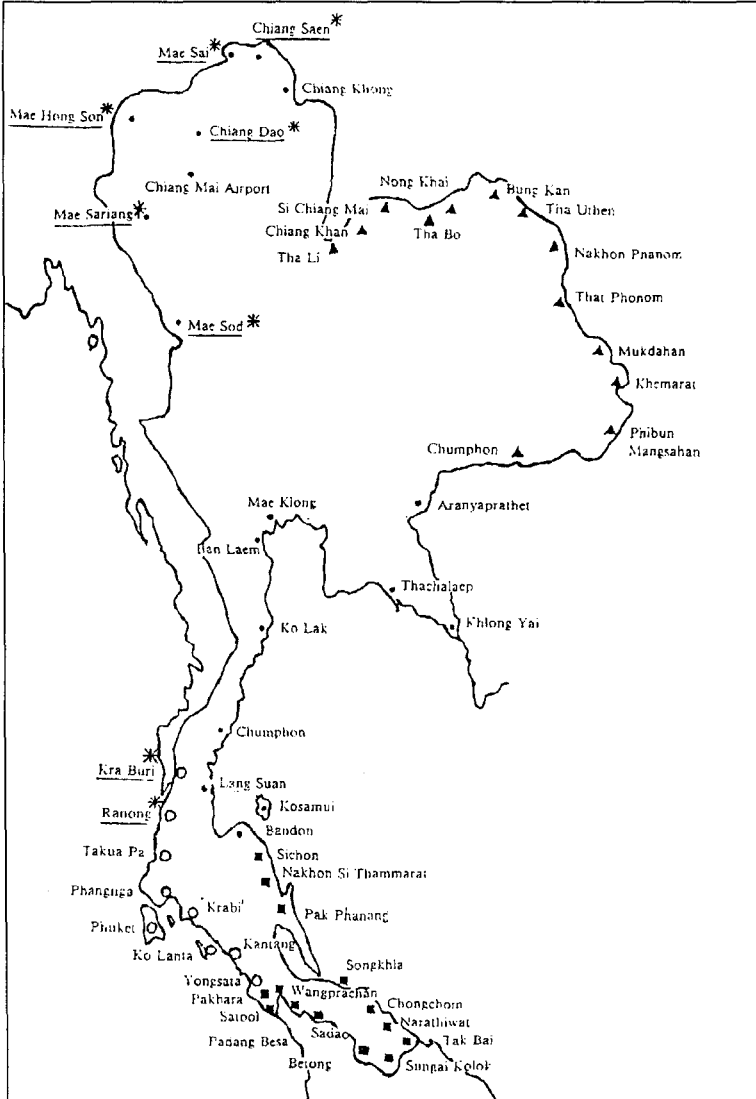 Chiang Saen
Mae Sai
Chiang Khong
Mae Hong Son
Chiang Dao
Chiang Mai Airport
Mae Sariang
Nong Khai
Bung Kan
Si Chiang Mai
Tha Uthen
Chiang Khan
Tha Bo
Tha Li
Nakhon Pnanom
That Phonom
Mae Sod
Mukdahan
Khemarat
Phibun
Mangsahan
Chumphon
Mae Klong
Aranyaprathet
Ban Laem
Thachalaep
Khlong Yai
Ko Lak
Chumphon
Kra Buri
Lang Suan
Kosamui
Ranong
Bandon
Takua Pa
Sichon
Nakhon Si Thammarat
Phangnga
'Krabi'
Pak Phanang
Phuket
Ko Lanta
Kantang
Songkhla
Yongsata
Wangprachan
Pakhara
Chongchom
Satool
Narathiwat
Sadao
Padang Besa
Tak Bai
Betong
Sungai Kolok